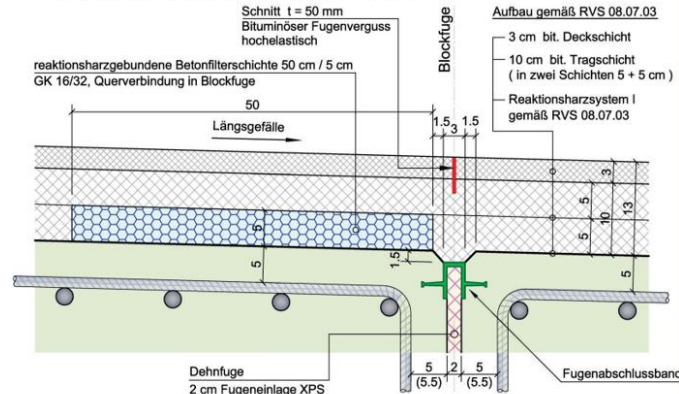 Schnitt t = 50 mm
Bituminöser Fugenverguss
hochelastisch
Blockfuge
Aufbau gemäß RVS 08.07.03
3 cm bit. Deckschicht
10 cm bit. Tragschicht
( in zwei Schichten 5 + 5 cm )
Reaktionsharzsystem I
gemäß RVS 08.07.03
reaktionsharzgebundene Betonfilterschichte 50 cm / 5 cm
GK 16/32, Querverbindung in Blockfuge
50
1.5 3 1.5
Längsgefälle
3
5
10
13
5
5
5
1.5
5
5 2 5
(5.5) (5.5)
Dehnfuge
2 cm Fugeneinlage XPS
Fugenabschlussband